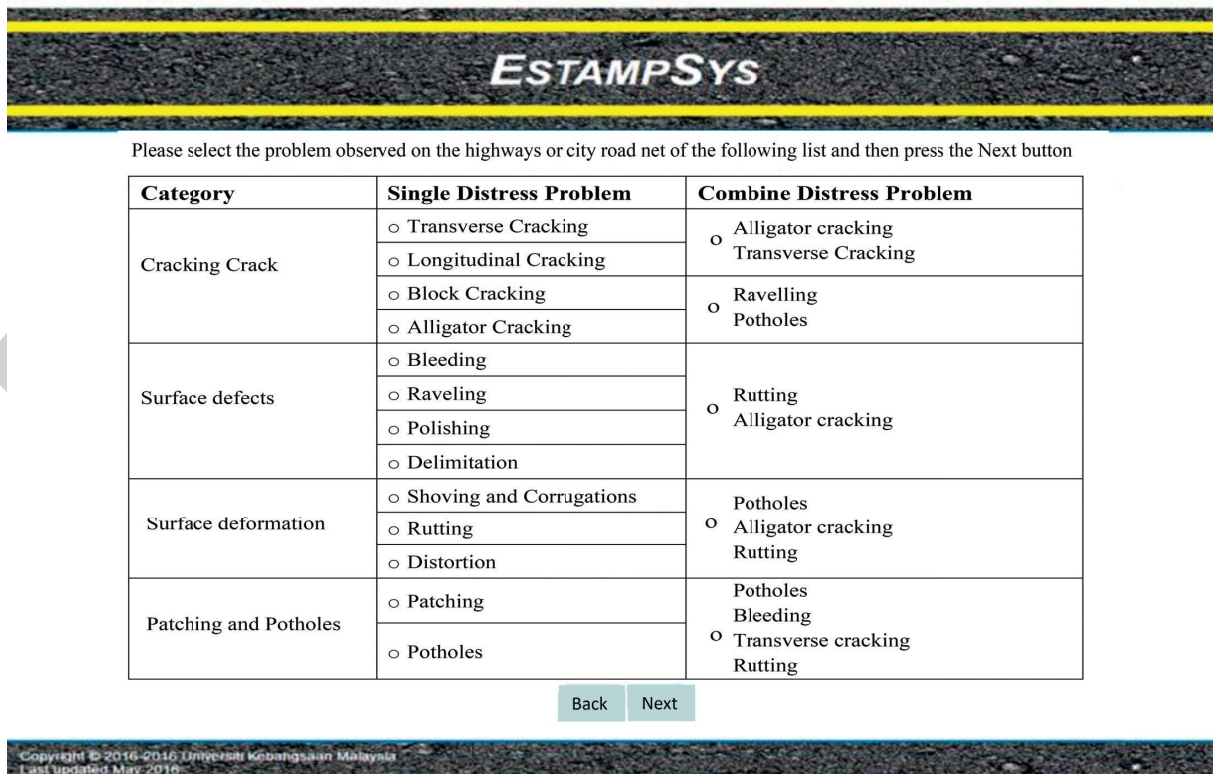 ESTAMPSYS
Please select the problem observed on the highways or city road net of the following list and then press the Next button
Category Single Distress Problem Combine Distress Problem
Cracking Crack
o Transverse Cracking
o Longitudinal Cracking
o Block Cracking
o Alligator Cracking
o Alligator cracking
Transverse Cracking
o Ravelling
Potholes
Surface defects
o Bleeding
o Raveling
o Polishing
o Delimitation
o Rutting
Alligator cracking
Surface deformation
o Shoving and Corrugations
o Rutting
o Distortion
Potholes
o Alligator cracking
Rutting
Patching and Potholes
o Patching
o Potholes
Potholes
Bleeding
o Transverse cracking
Rutting
Back Next
Copyright © 2016-2016 Universiti Kebangsaan Malaysia
Last updated May 2016